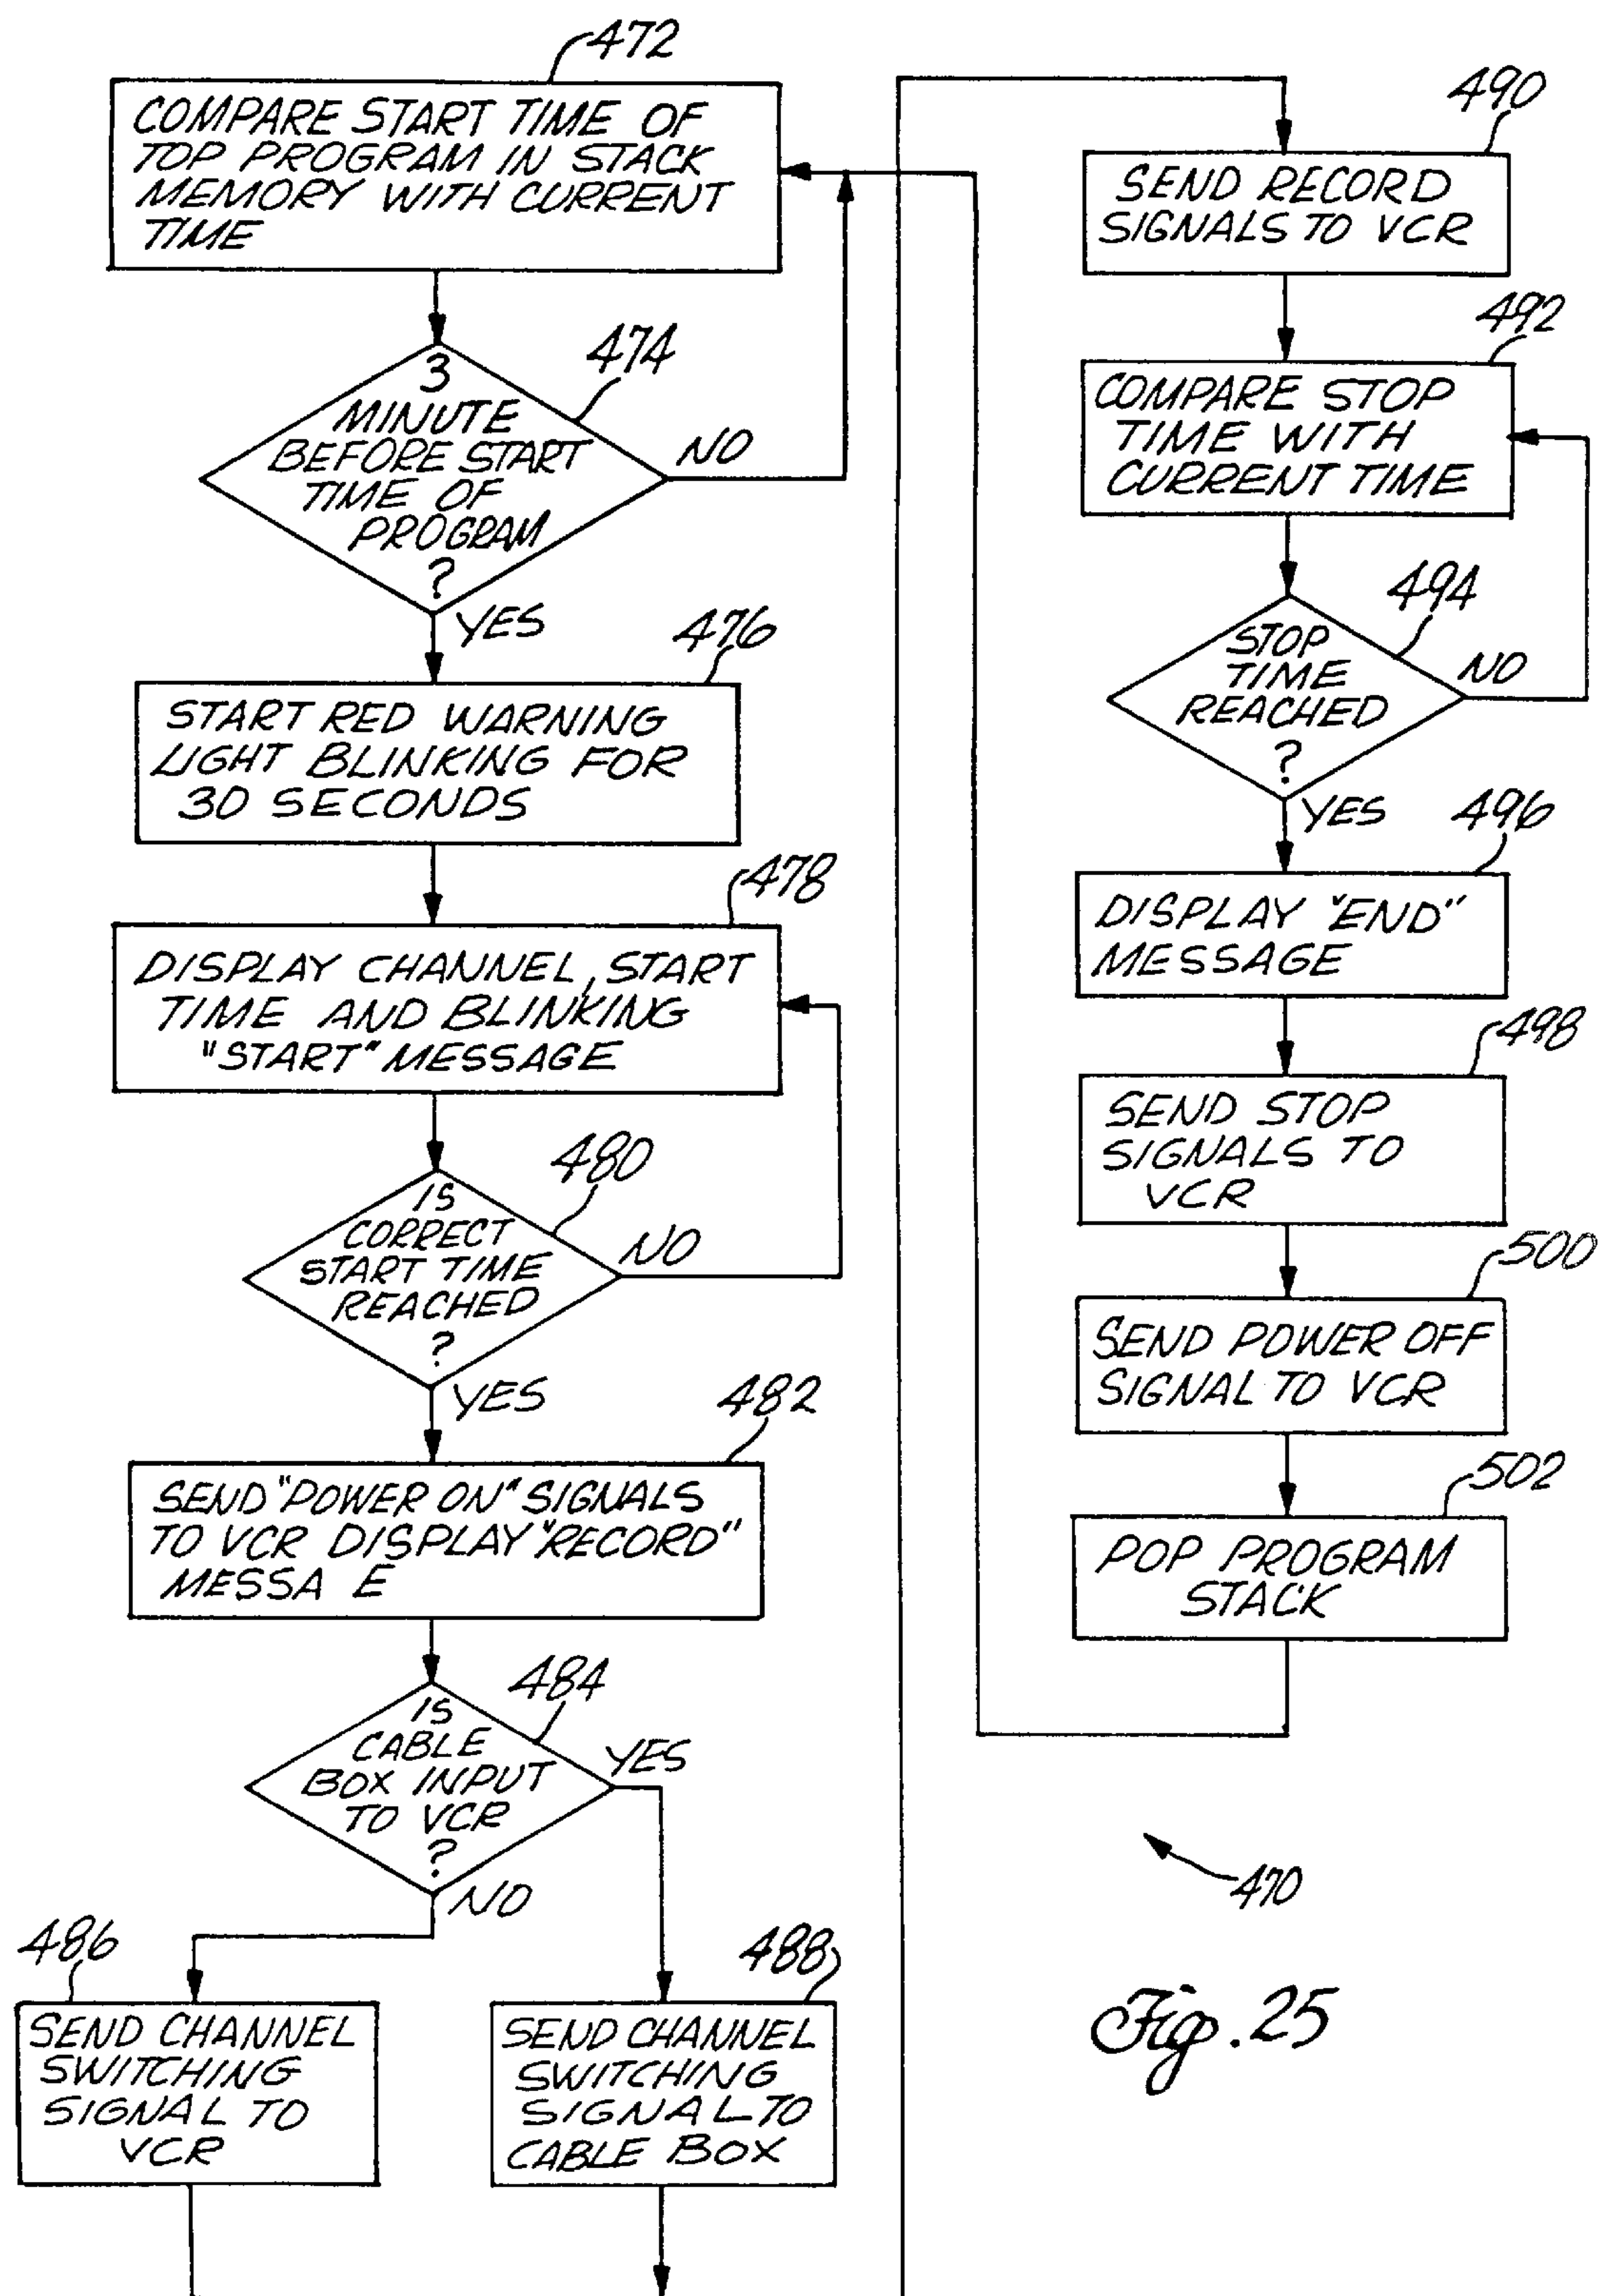 472
COMPARE START TIME OF
TOP PROGRAM IN STACK
MEMORY WITH CURRENT
TIME
474
3
MINUTE
BEFORE START
TIME OF
PROGRAM
?
NO
YES
476
START RED WARNING
LIGHT BLINKING FOR
30 SECONDS
478
DISPLAY CHANNEL, START
TIME AND BLINKING
"START" MESSAGE
480
IS
CORRECT
START TIME
REACHED
?
NO
YES
482
SEND "POWER ON" SIGNALS
TO VCR DISPLAY "RECORD"
MESSA E
484
IS
CABLE
BOX INPUT
TO VCR
?
YES
NO
486
SEND CHANNEL
SWITCHING
SIGNAL TO
VCR
488
SEND CHANNEL
SWITCHING
SIGNAL TO
CABLE BOX
490
SEND RECORD
SIGNALS TO VCR
492
COMPARE STOP
TIME WITH
CURRENT TIME
494
STOP
TIME
REACHED
?
NO
YES
496
DISPLAY "END"
MESSAGE
498
SEND STOP
SIGNALS TO
VCR
500
SEND POWER OFF
SIGNAL TO VCR
502
POP PROGRAM
STACK
470
Fig. 25